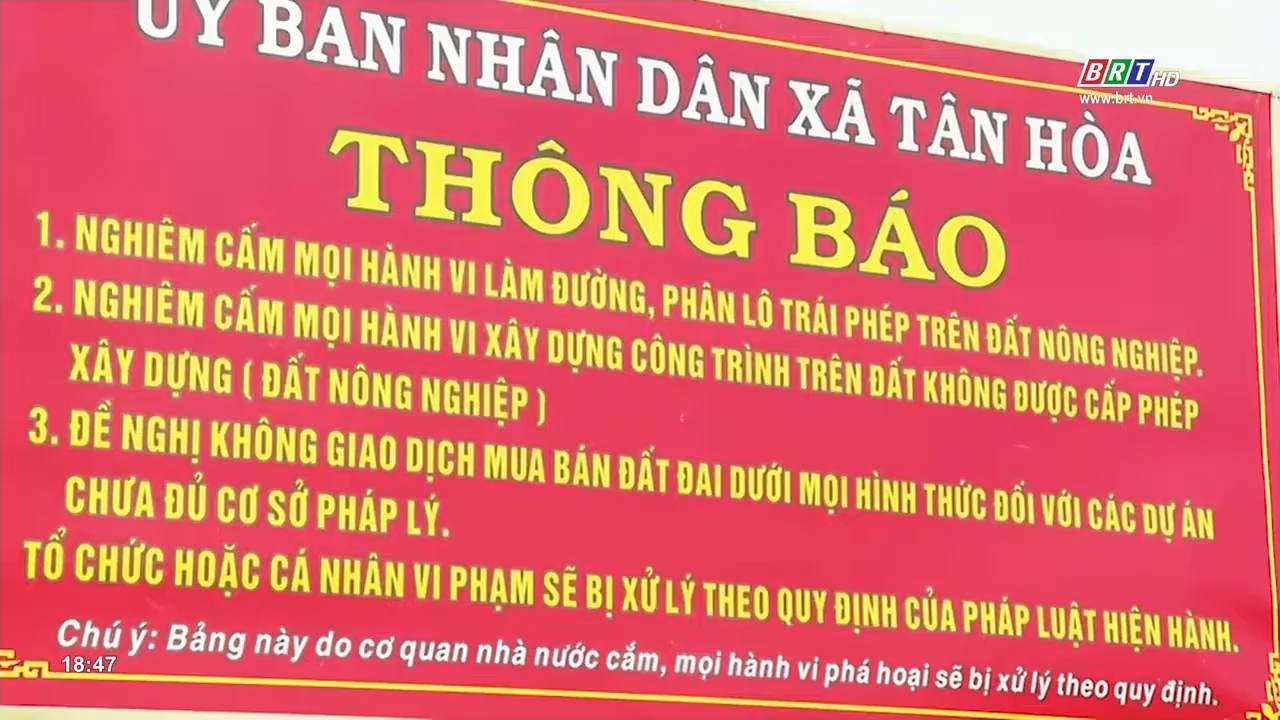 ỦY BAN NHÂN DÂN XÃ TÂN HÒA
THÔNG BÁO
1. NGHIÊM CẤM MỌI HÀNH VI LÀM ĐƯỜNG, PHÂN LÔ TRÁI PHÉP TRÊN ĐẤT NÔNG NGHIỆP.
2. NGHIÊM CẤM MỌI HÀNH VI XÂY DỰNG CÔNG TRÌNH TRÊN ĐẤT KHÔNG ĐƯỢC CẤP PHÉP
XÂY DỰNG ( ĐẤT NÔNG NGHIỆP )
3. ĐỀ NGHỊ KHÔNG GIAO DỊCH MUA BÁN ĐẤT ĐAI DƯỚI MỌI HÌNH THỨC ĐỐI VỚI CÁC DỰ ÁN
CHƯA ĐỦ CƠ SỞ PHÁP LÝ.
TỔ CHỨC HOẶC CÁ NHÂN VI PHẠM SẼ BỊ XỬ LÝ THEO QUY ĐỊNH CỦA PHÁP LUẬT HIỆN HÀNH.
Chú ý: Bảng này do cơ quan nhà nước cắm, mọi hành vi phá hoại sẽ bị xử lý theo quy định.
BRT HD
www.brt.vn
18:47